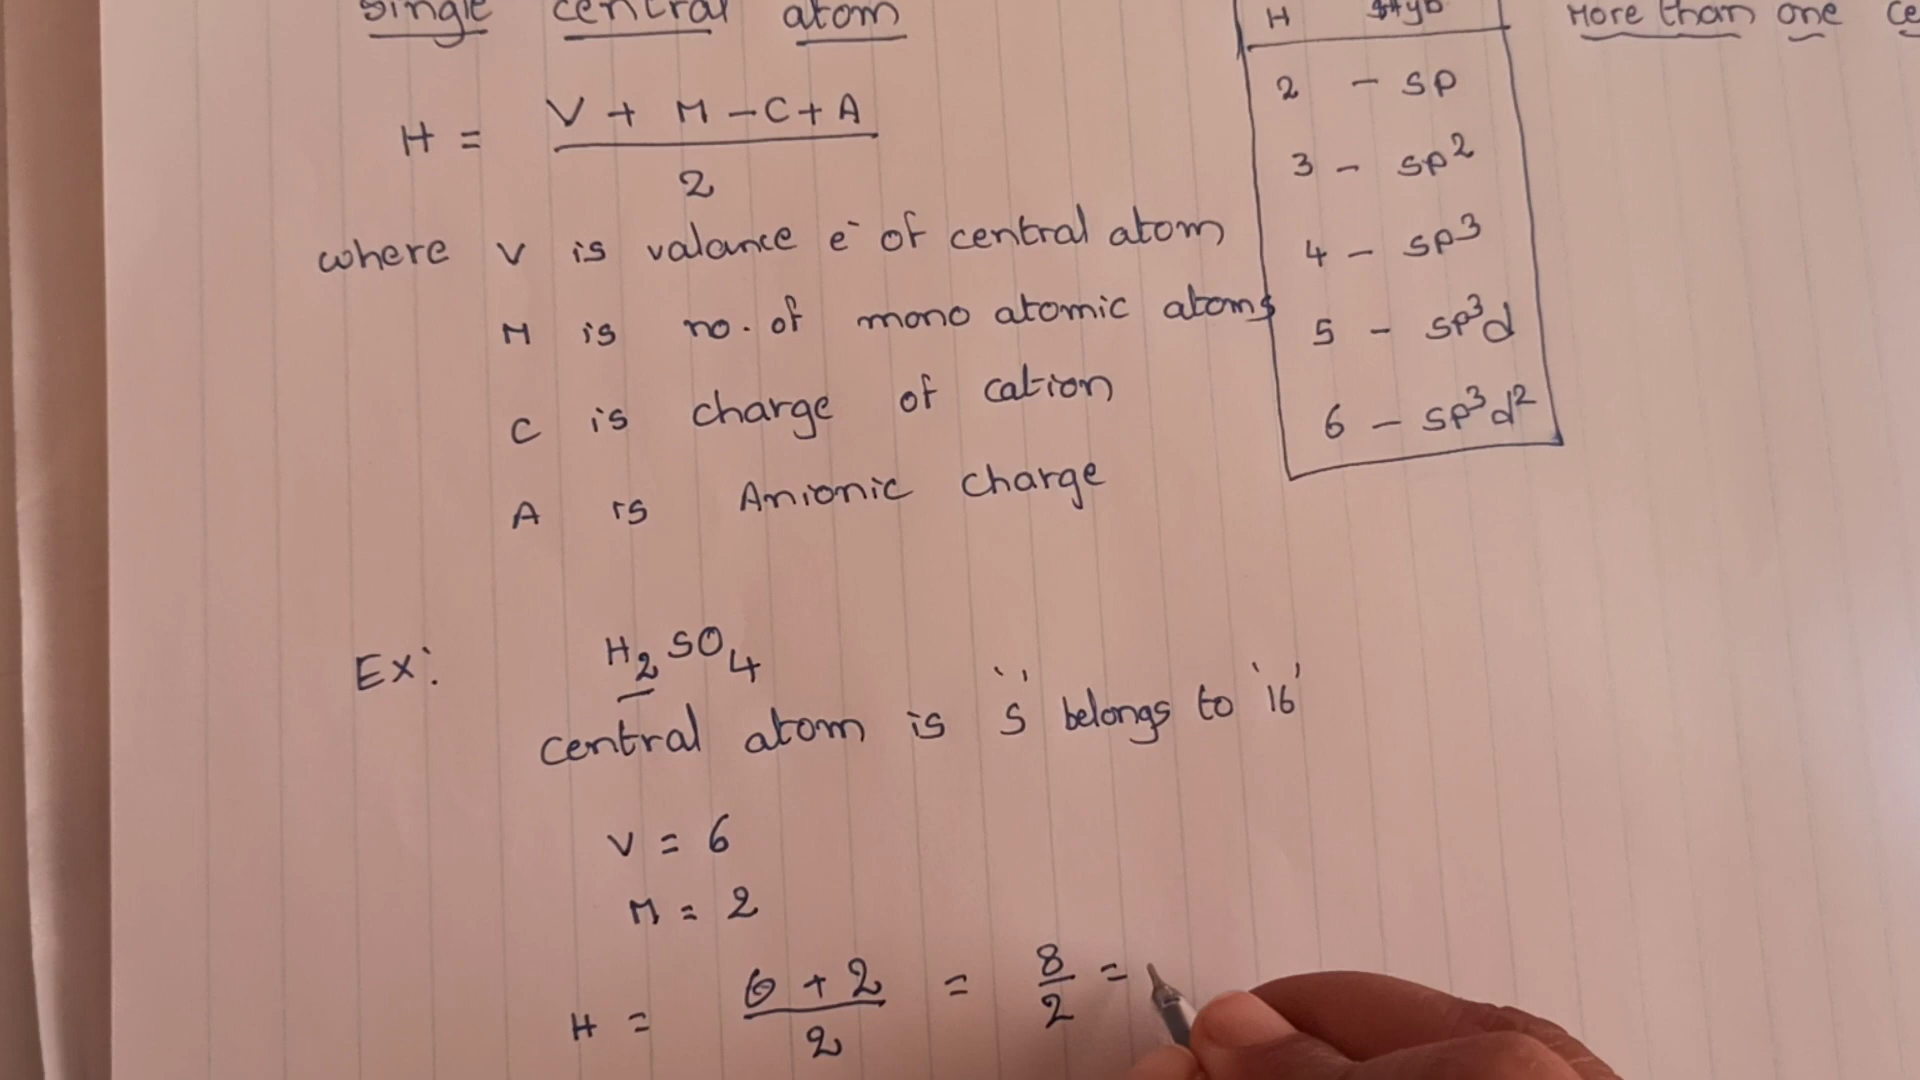 single central atom
H = V + M - C + A / 2
where V is valance e⁻ of central atom
M is no. of mono atomic atoms
C is charge of cation
A is Anionic charge
H Hyb
2 - sp
3 - sp²
4 - sp³
5 - sp³d
6 - sp³d²
More than one
Ex: H₂SO₄
central atom is 'S' belongs to '16'
V = 6
M = 2
H = 6 + 2 / 2 = 8 / 2 =